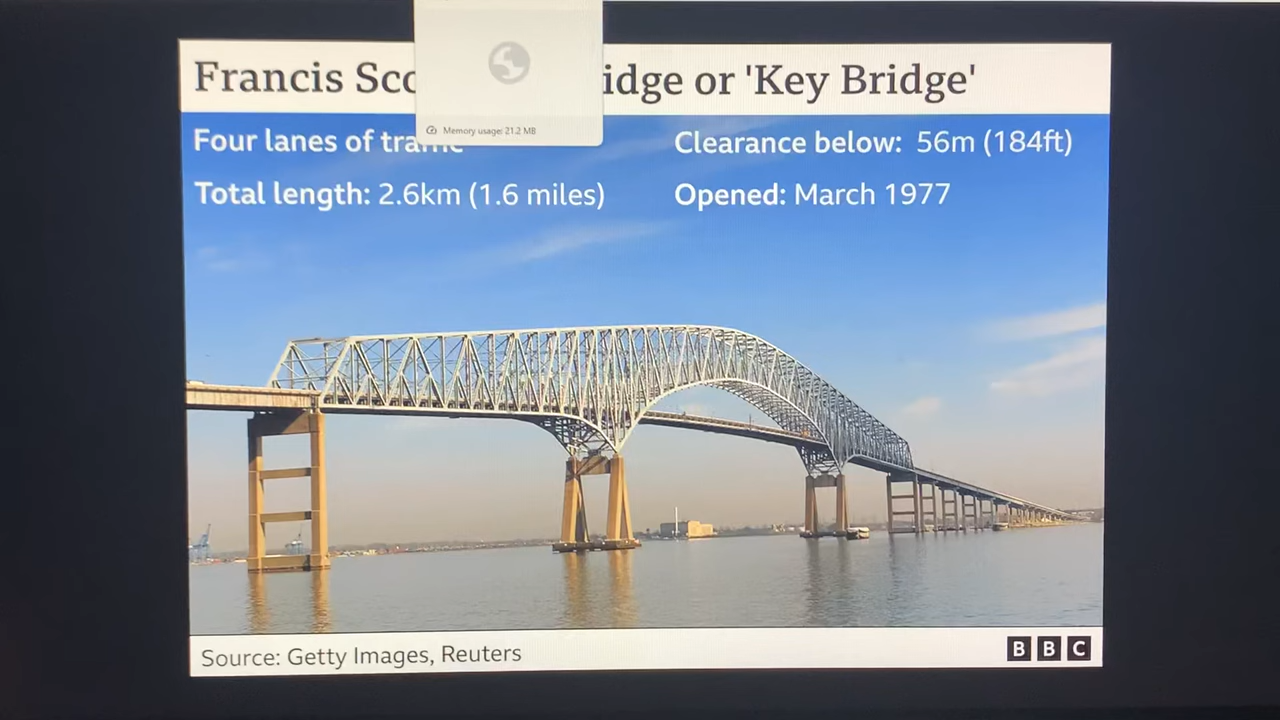 Francis Sco idge or 'Key Bridge'
Memory usage: 21.2 MB
Four lanes of traffic
Clearance below: 56m (184ft)
Total length: 2.6km (1.6 miles)
Opened: March 1977
Source: Getty Images, Reuters
BBC